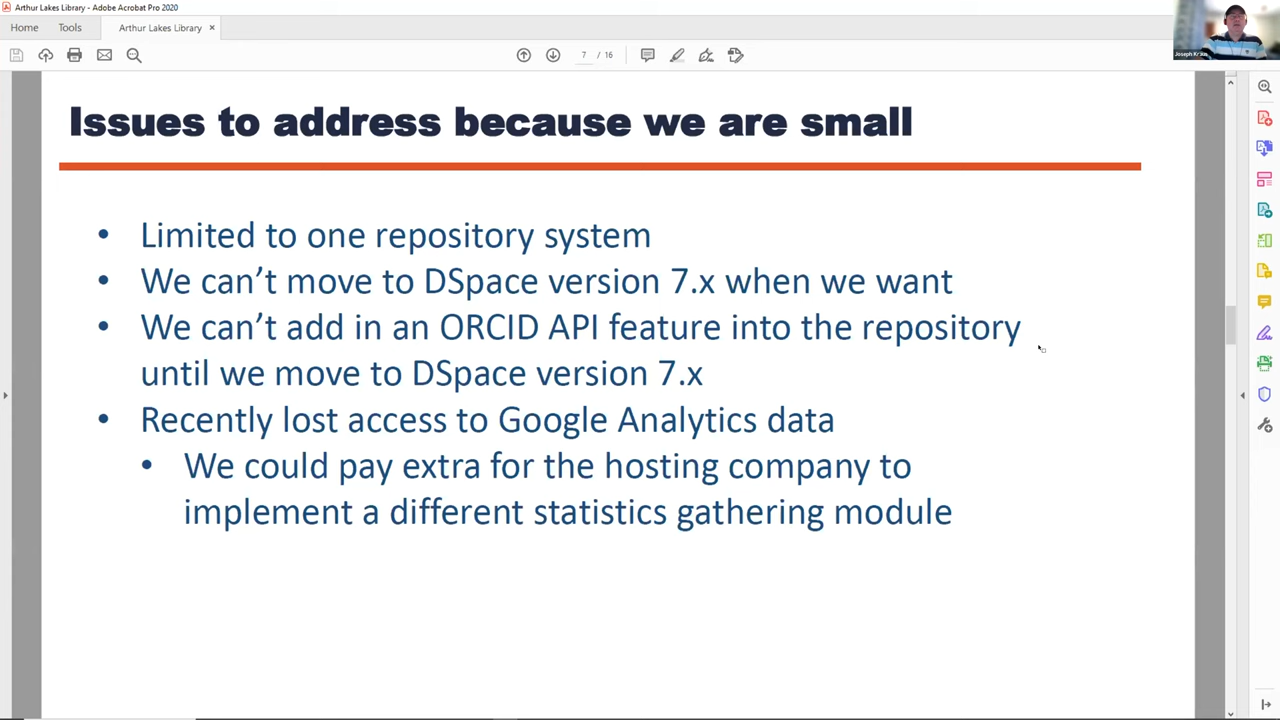 Arthur Lakes Library - Adobe Acrobat Pro 2020
Home
Tools
Arthur Lakes Library ×
7 / 16
Joseph Kraus
Issues to address because we are small
• Limited to one repository system
• We can’t move to DSpace version 7.x when we want
• We can’t add in an ORCID API feature into the repository
until we move to DSpace version 7.x
• Recently lost access to Google Analytics data
• We could pay extra for the hosting company to
implement a different statistics gathering module